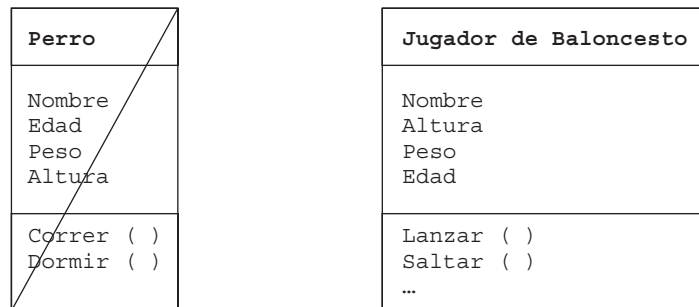 Perro
Nombre
Edad
Peso
Altura
Correr ( )
Dormir ( )
Jugador de Baloncesto
Nombre
Altura
Peso
Edad
Lanzar ( )
Saltar ( )
…